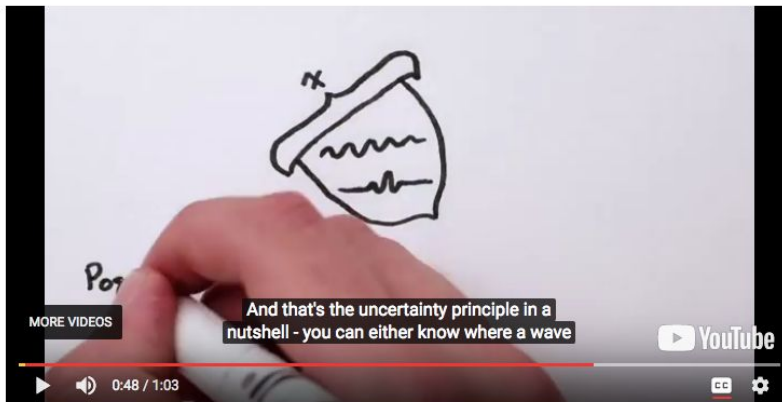 x
And that's the uncertainty principle in a
nutshell - you can either know where a wave
MORE VIDEOS
YouTube
0:48 / 1:03
CC